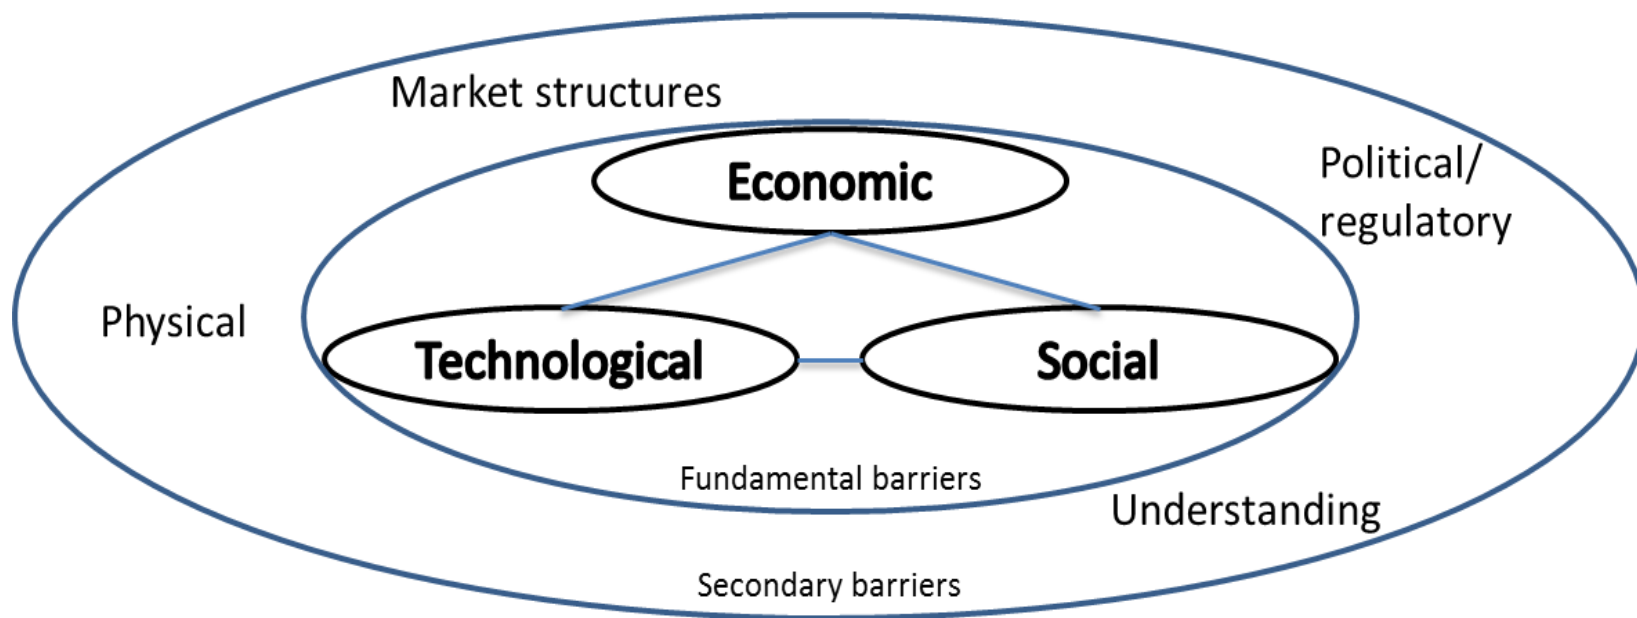 Market structures
Economic
Political/
regulatory
Physical
Technological
Social
Fundamental barriers
Understanding
Secondary barriers